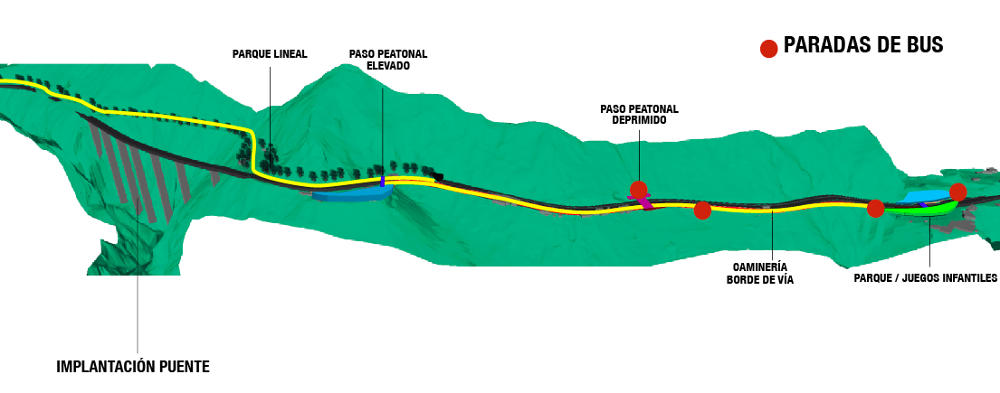 PARADAS DE BUS
PARQUE LINEAL
PASO PEATONAL
ELEVADO
PASO PEATONAL
DEPRIMIDO
CAMINERÍA
BORDE DE VÍA
PARQUE / JUEGOS INFANTILES
IMPLANTACIÓN PUENTE